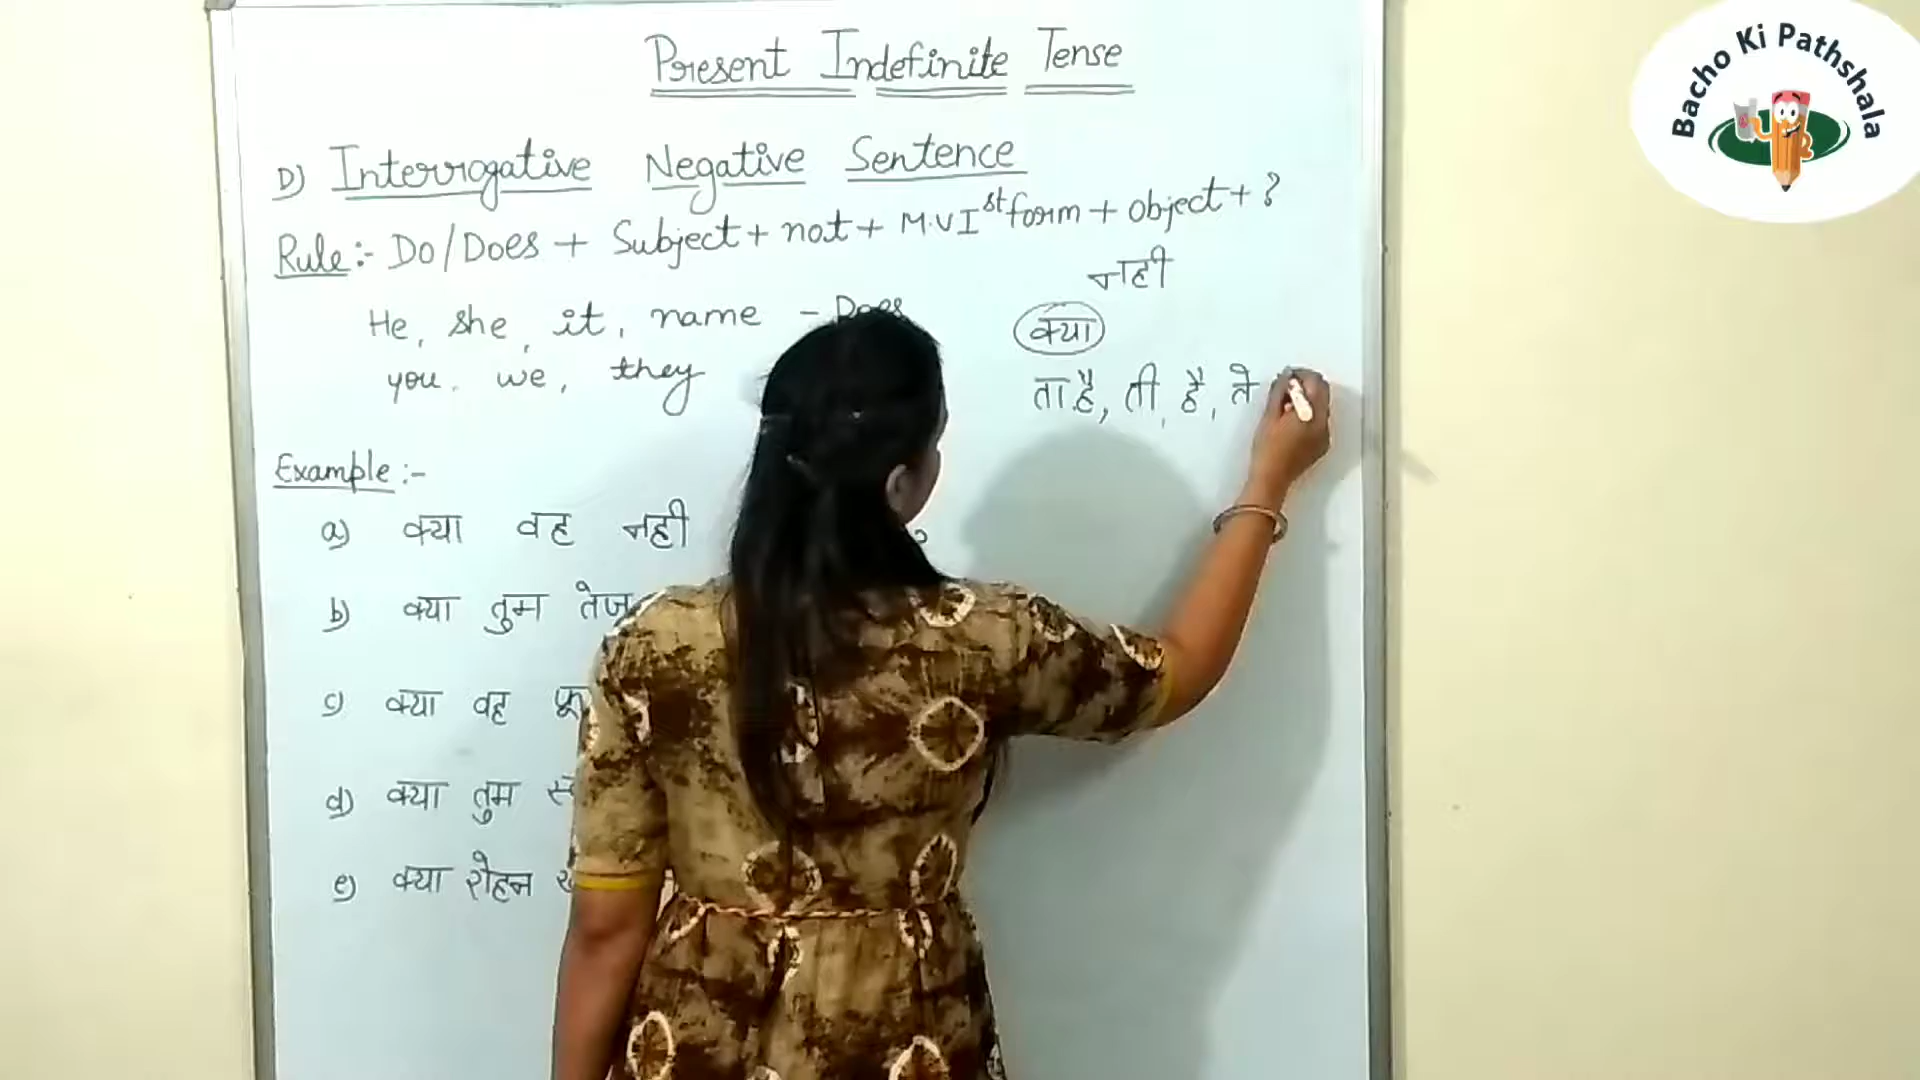 Present Indefinite Tense
D) Interrogative Negative Sentence
Rule:- Do/Does + Subject + not + M.V Ist form + object + ?
He, she, it, name - Does
you. we, they
नही
क्या
ता है, ती है, ते
Example:-
a) क्या वह नही
b) क्या तुम तेज
c) क्या वह
d) क्या तुम
e) क्या रोहन
Bacho Ki Pathshala